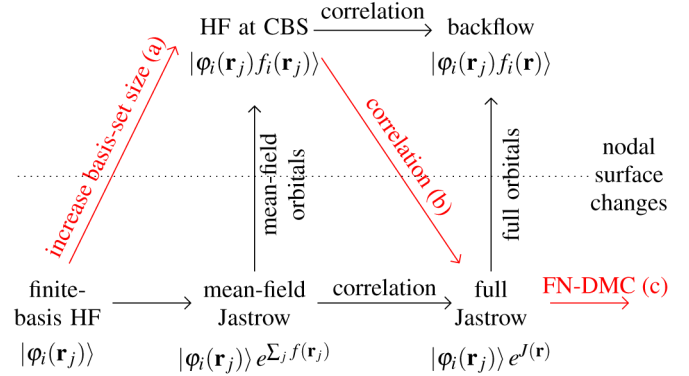 HF at CBS
|φᵢ(𝐫ⱼ)fᵢ(𝐫ⱼ)⟩
correlation
backflow
|φᵢ(𝐫ⱼ)fᵢ(𝐫)⟩
increase basis-set size (a)
mean-field
orbitals
correlation (b)
full orbitals
nodal
surface
changes
finite-
basis HF
|φᵢ(𝐫ⱼ)⟩
mean-field
Jastrow
|φᵢ(𝐫ⱼ)⟩ e^{∑ⱼ f(𝐫ⱼ)}
correlation
full
Jastrow
|φᵢ(𝐫ⱼ)⟩ e^{J(𝐫)}
FN-DMC (c)